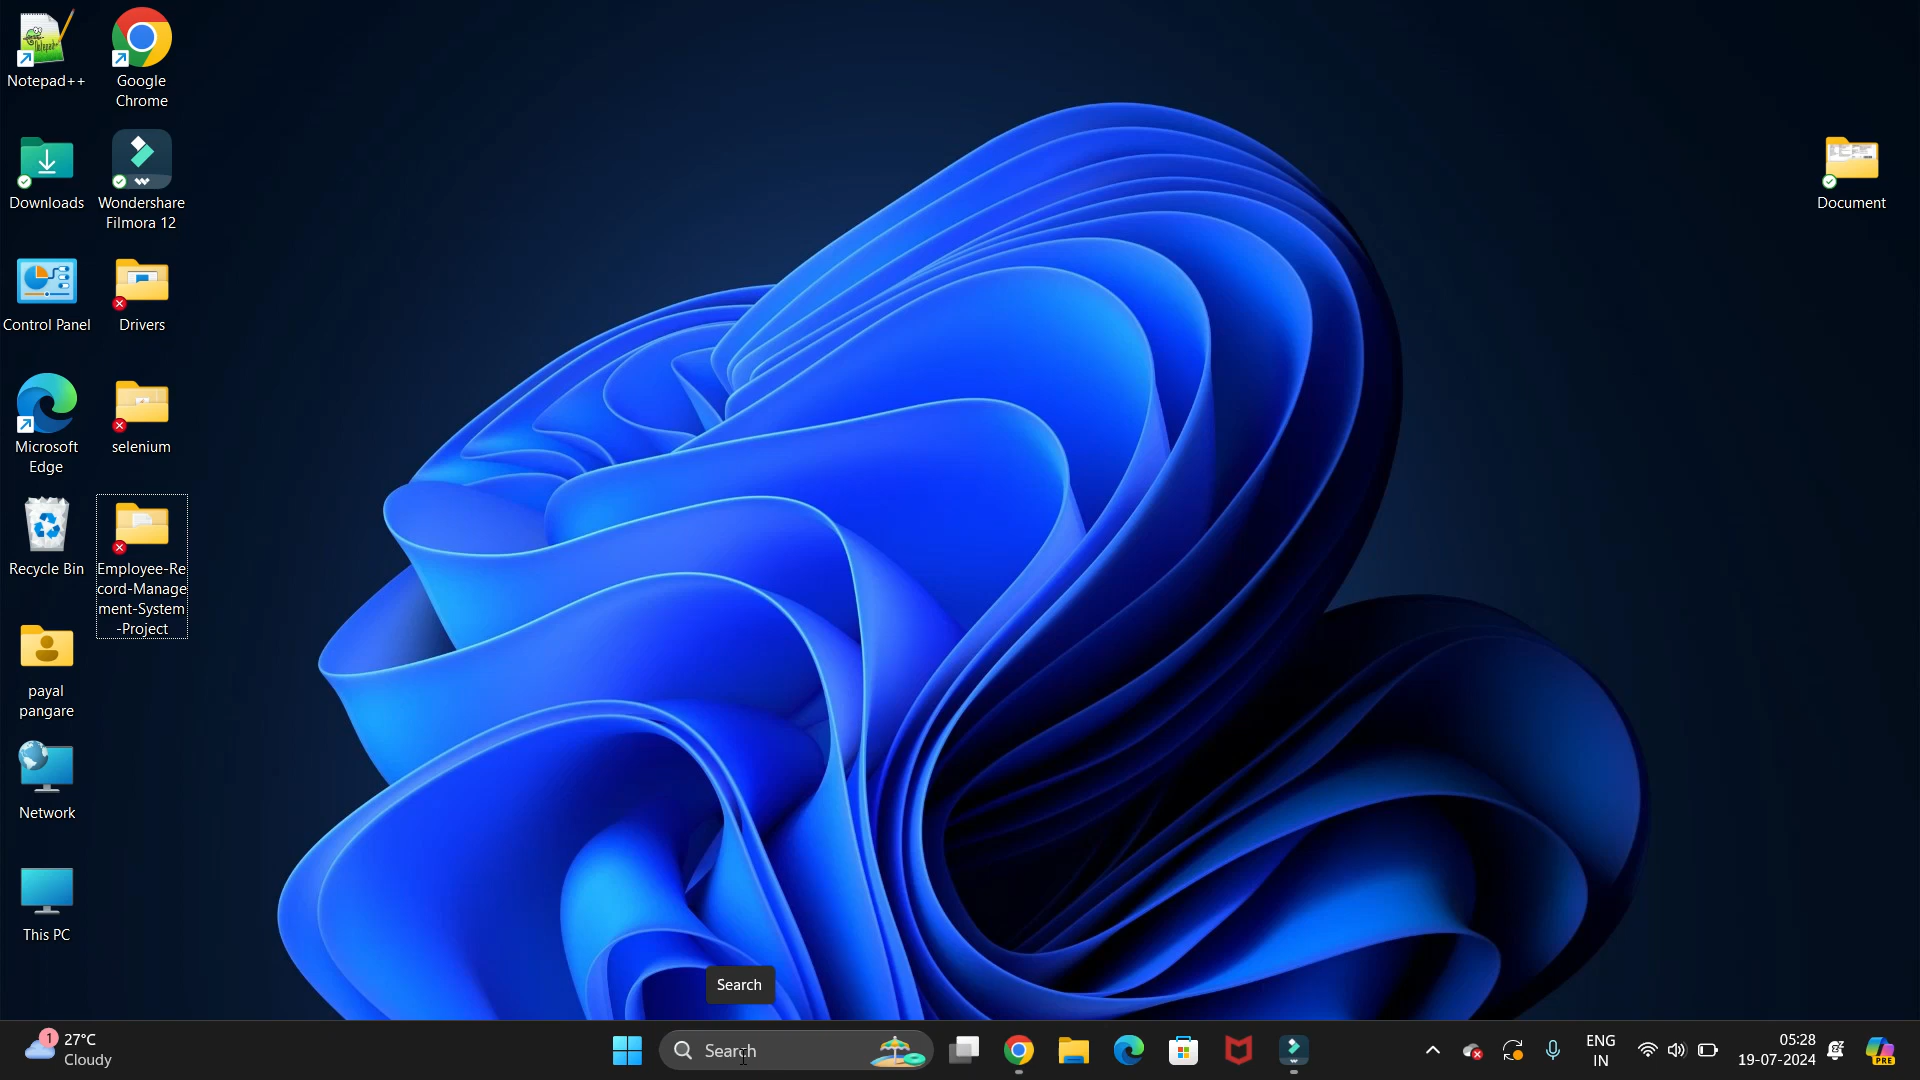 Notepad++
Google
Chrome
Downloads
Wondershare
Filmora 12
Control Panel
Drivers
Microsoft
Edge
selenium
Recycle Bin
Employee-Re
cord-Manage
ment-System
-Project
payal
pangare
Network
This PC
Document
Search
1
27°C
Cloudy
Search
ENG
IN
05:28
19-07-2024
PRE